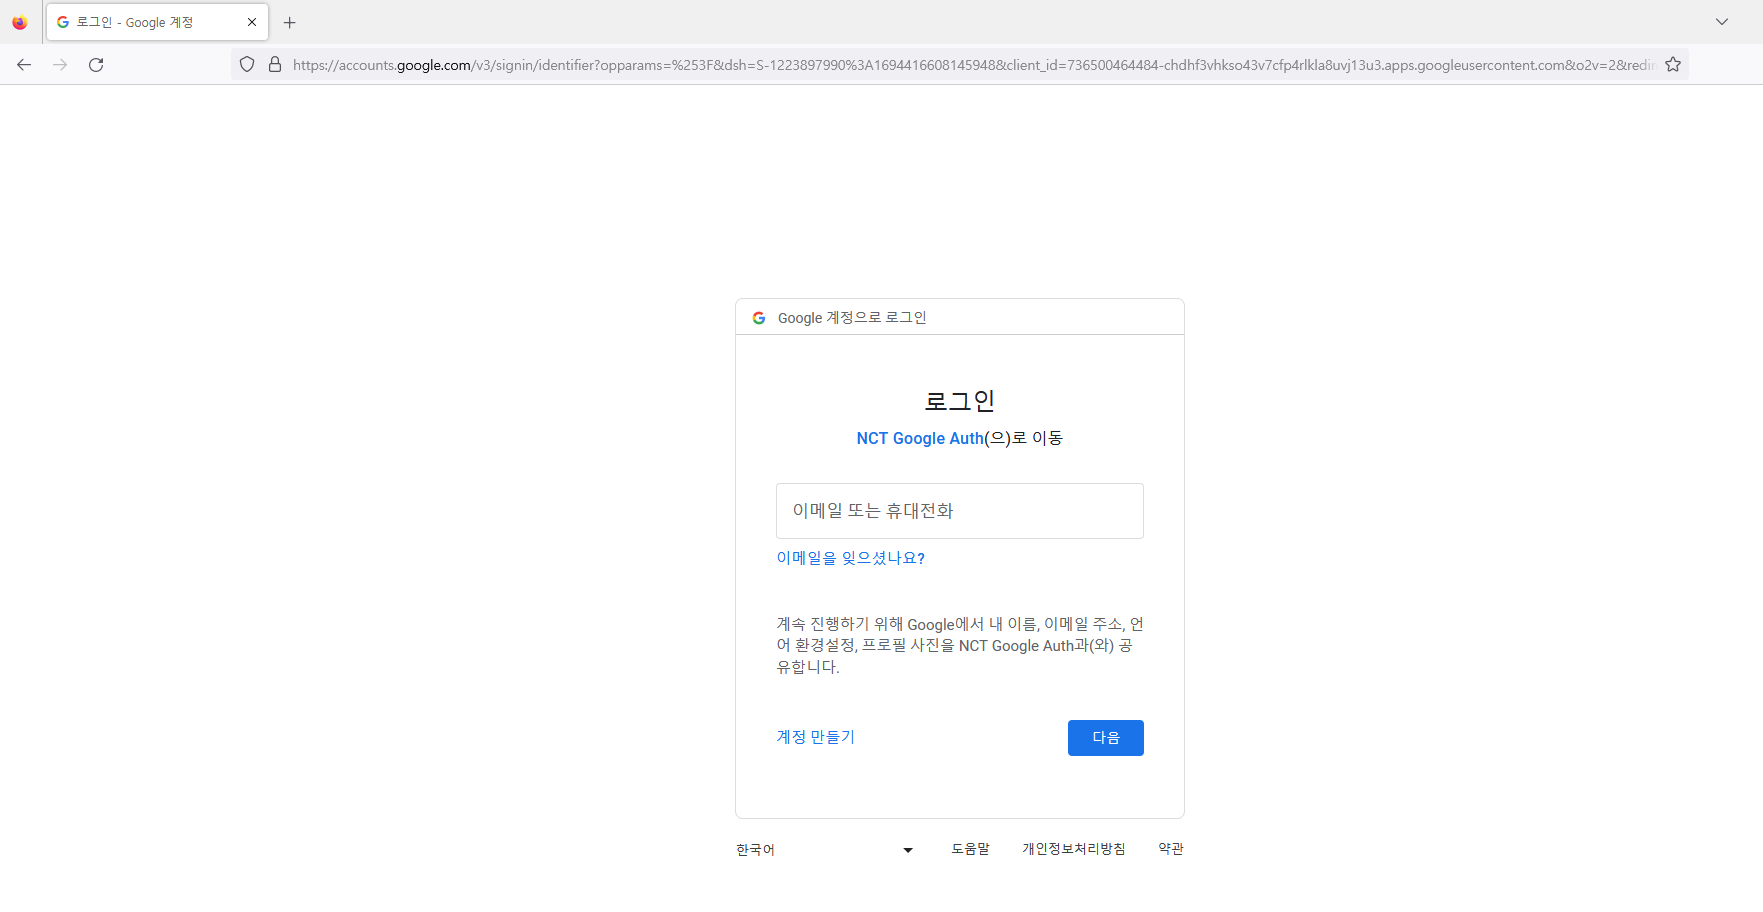 로그인 - Google 계정
https://accounts.google.com/v3/signin/identifier?opparams=%253F&dsh=S-1223897990%3A1694416608145948&client_id=736500464484-chdhf3vhkso43v7cfp4rlkla8uvj13u3.apps.googleusercontent.com&o2v=2&redir
Google 계정으로 로그인
로그인
NCT Google Auth(으)로 이동
이메일 또는 휴대전화
이메일을 잊으셨나요?
계속 진행하기 위해 Google에서 내 이름, 이메일 주소, 언
어 환경설정, 프로필 사진을 NCT Google Auth과(와) 공
유합니다.
계정 만들기
다음
한국어
도움말
개인정보처리방침
약관